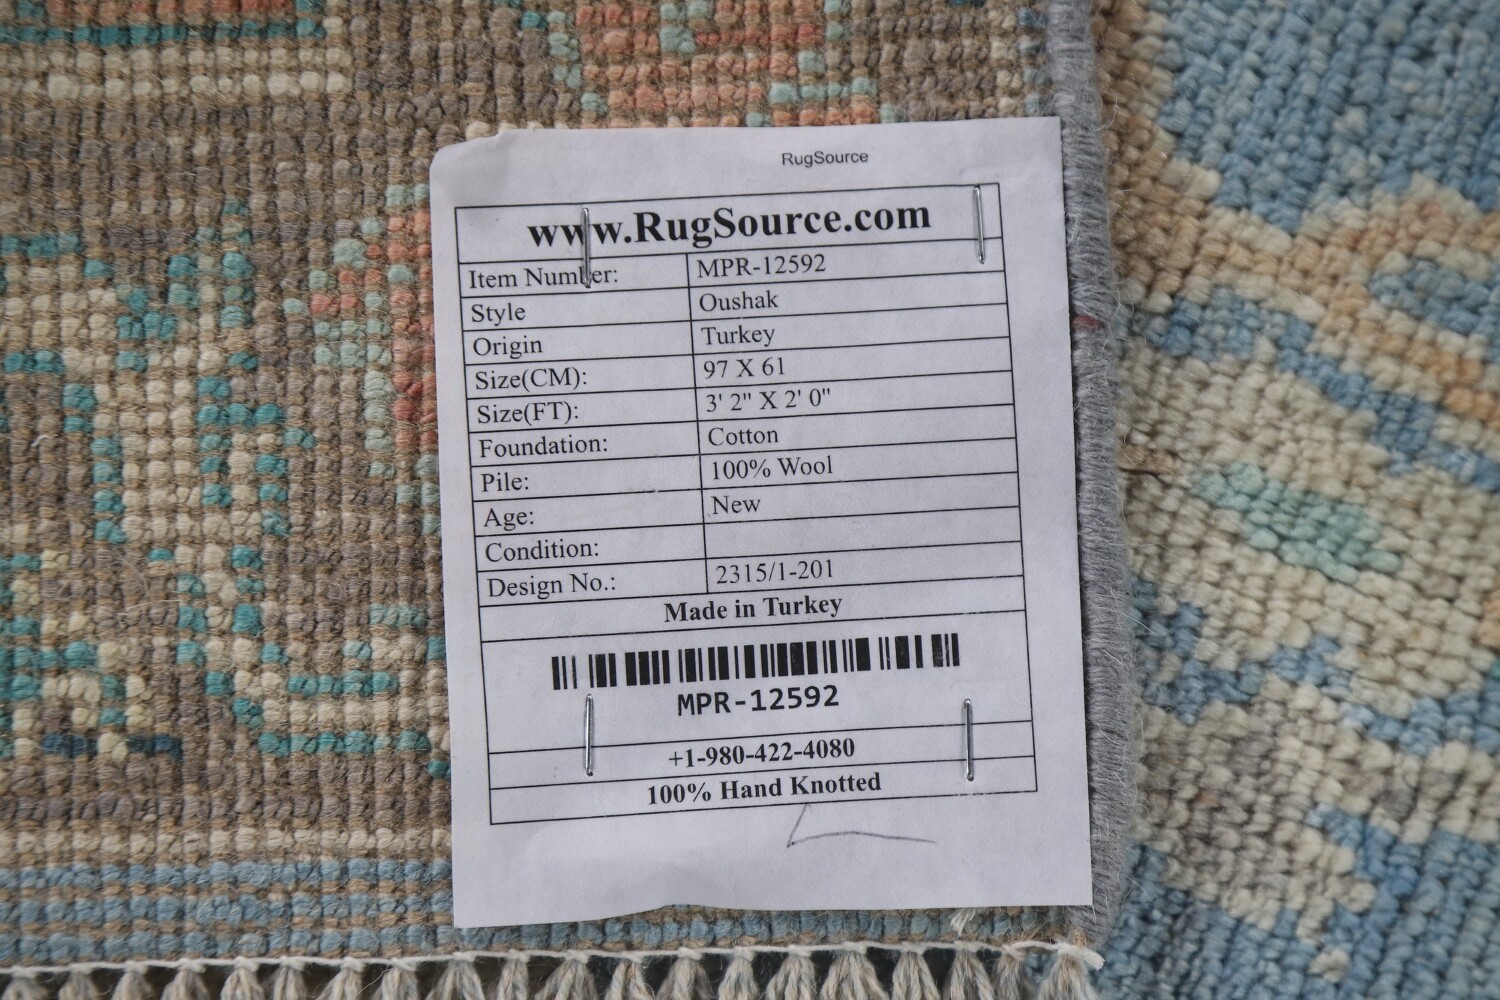 RugSource
www.RugSource.com
Item Number: MPR-12592
Style Oushak
Origin Turkey
Size(CM): 97 X 61
Size(FT): 3' 2" X 2' 0"
Foundation: Cotton
Pile: 100% Wool
Age: New
Condition:
Design No.: 2315/1-201
Made in Turkey
MPR-12592
+1-980-422-4080
100% Hand Knotted